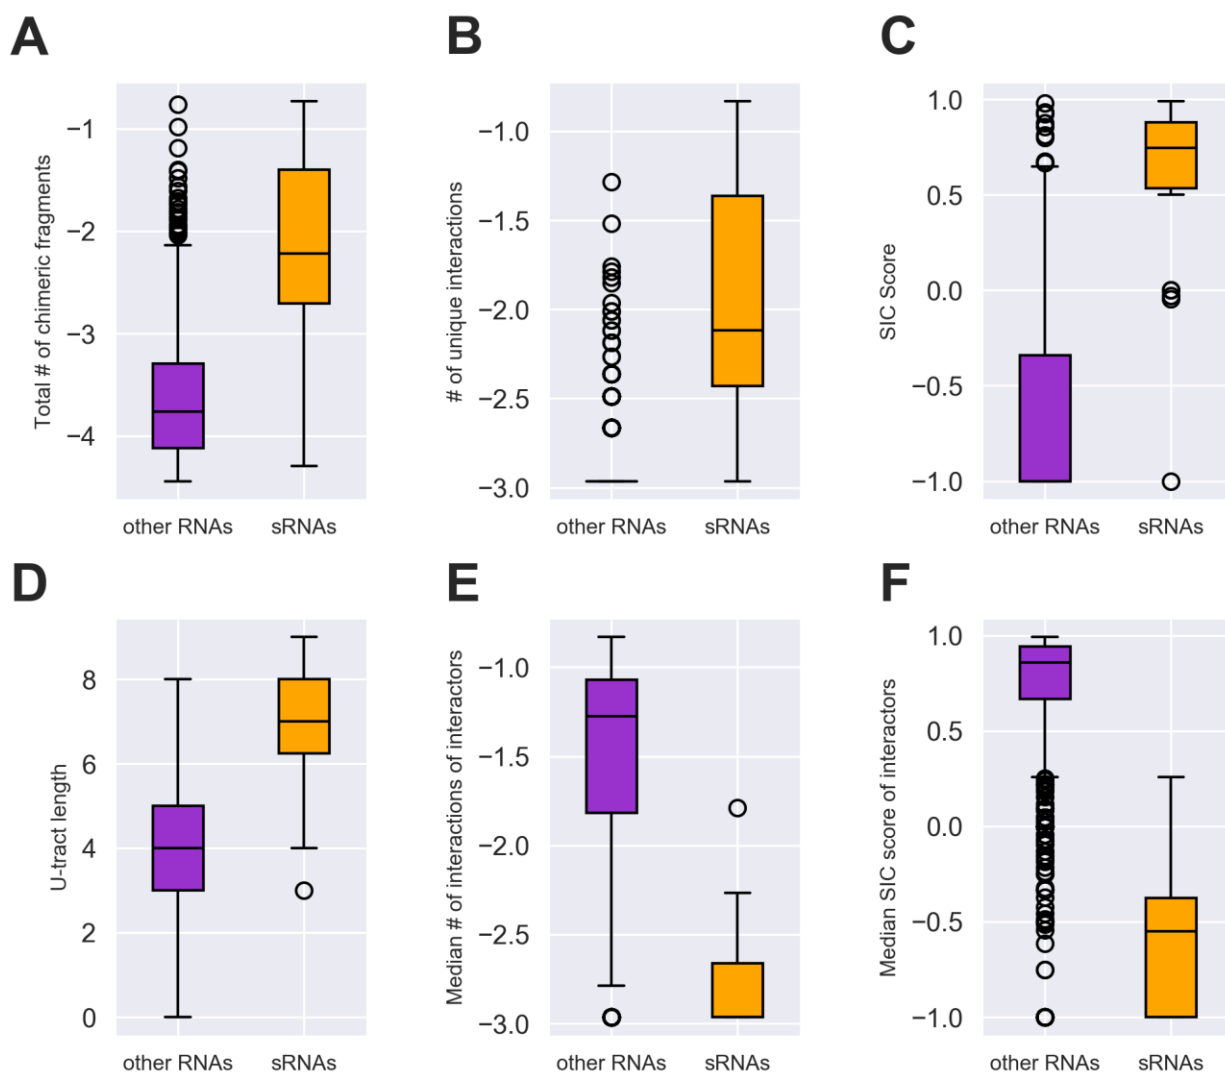 A
B
C
Total # of chimeric fragments
−1
−2
−3
−4
other RNAs
sRNAs
# of unique interactions
−1.0
−1.5
−2.0
−2.5
−3.0
other RNAs
sRNAs
SIC Score
1.0
0.5
0.0
−0.5
−1.0
other RNAs
sRNAs
D
E
F
U-tract length
8
6
4
2
0
other RNAs
sRNAs
Median # of interactions of interactors
−1.0
−1.5
−2.0
−2.5
−3.0
other RNAs
sRNAs
Median SIC score of interactors
1.0
0.5
0.0
−0.5
−1.0
other RNAs
sRNAs